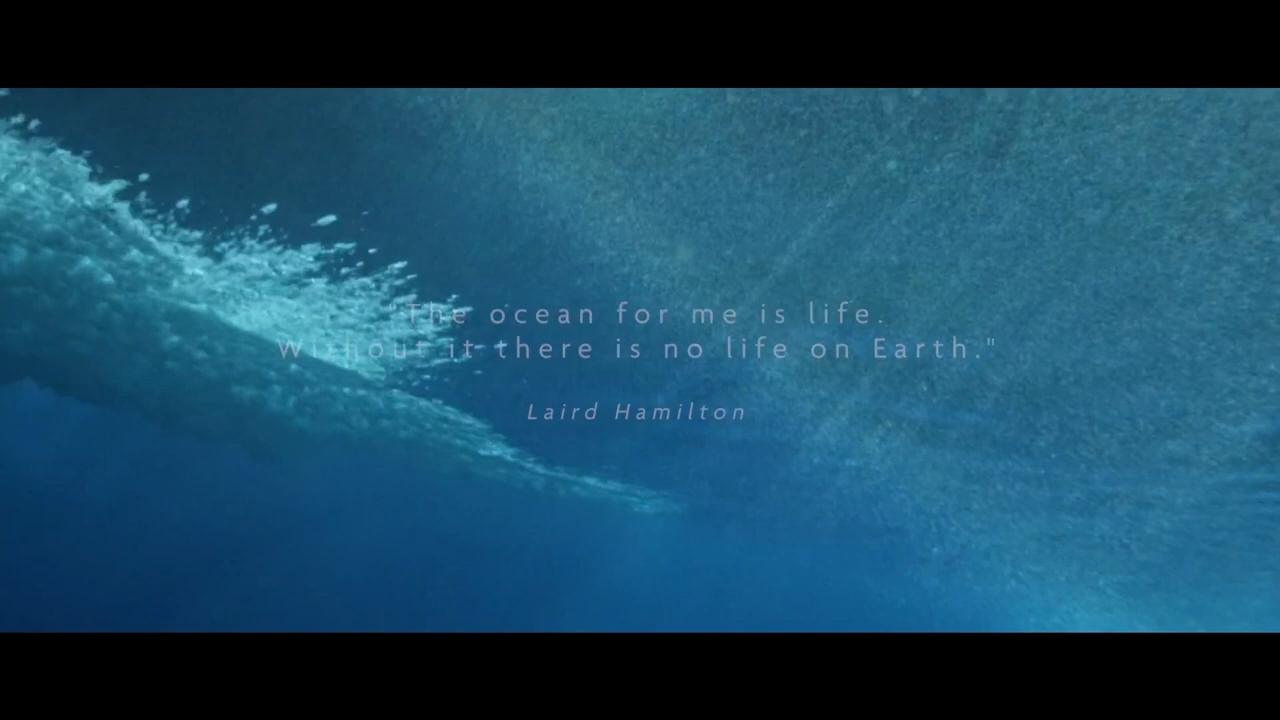 "The ocean for me is life.
Without it there is no life on Earth."
Laird Hamilton